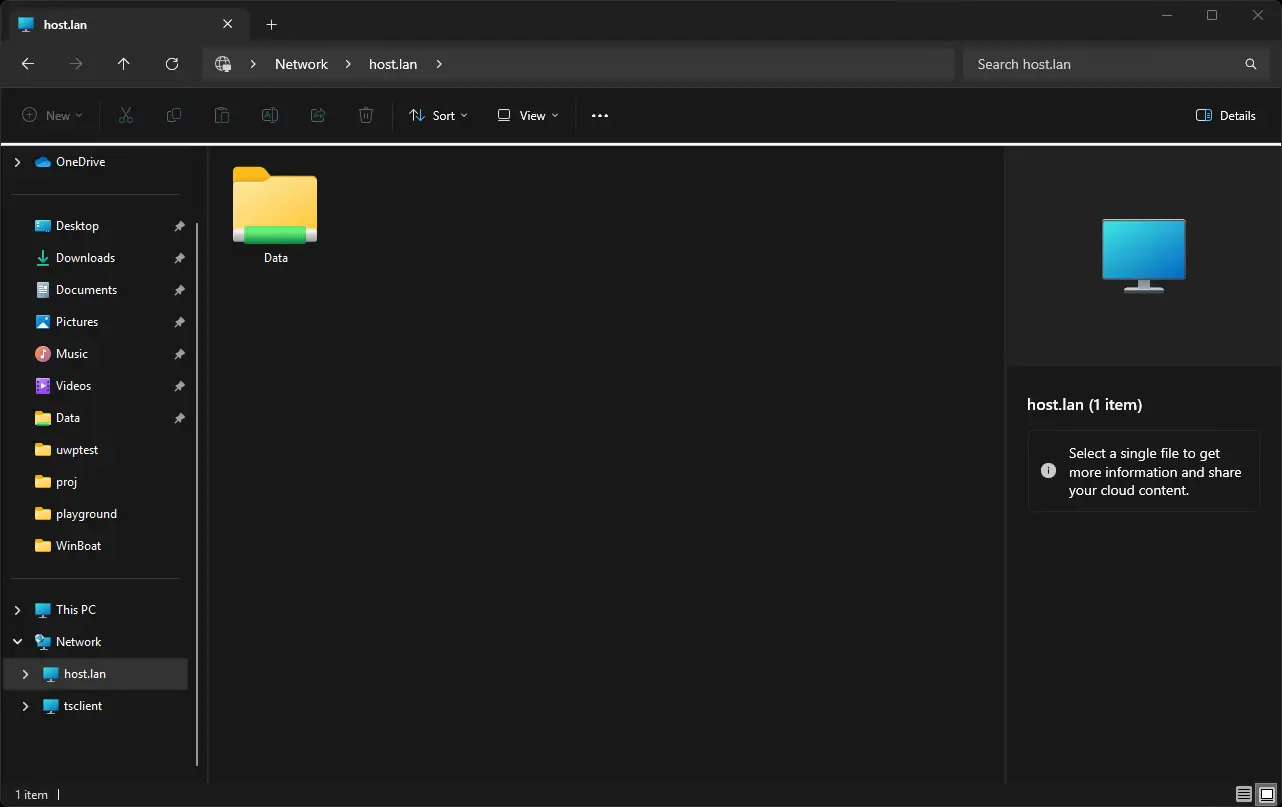 host.lan
Network
host.lan
Search host.lan
New
Sort
View
Details
OneDrive
Desktop
Downloads
Documents
Pictures
Music
Videos
Data
uwptest
proj
playground
WinBoat
This PC
Network
host.lan
tsclient
Data
host.lan (1 item)
Select a single file to get
more information and share
your cloud content.
1 item